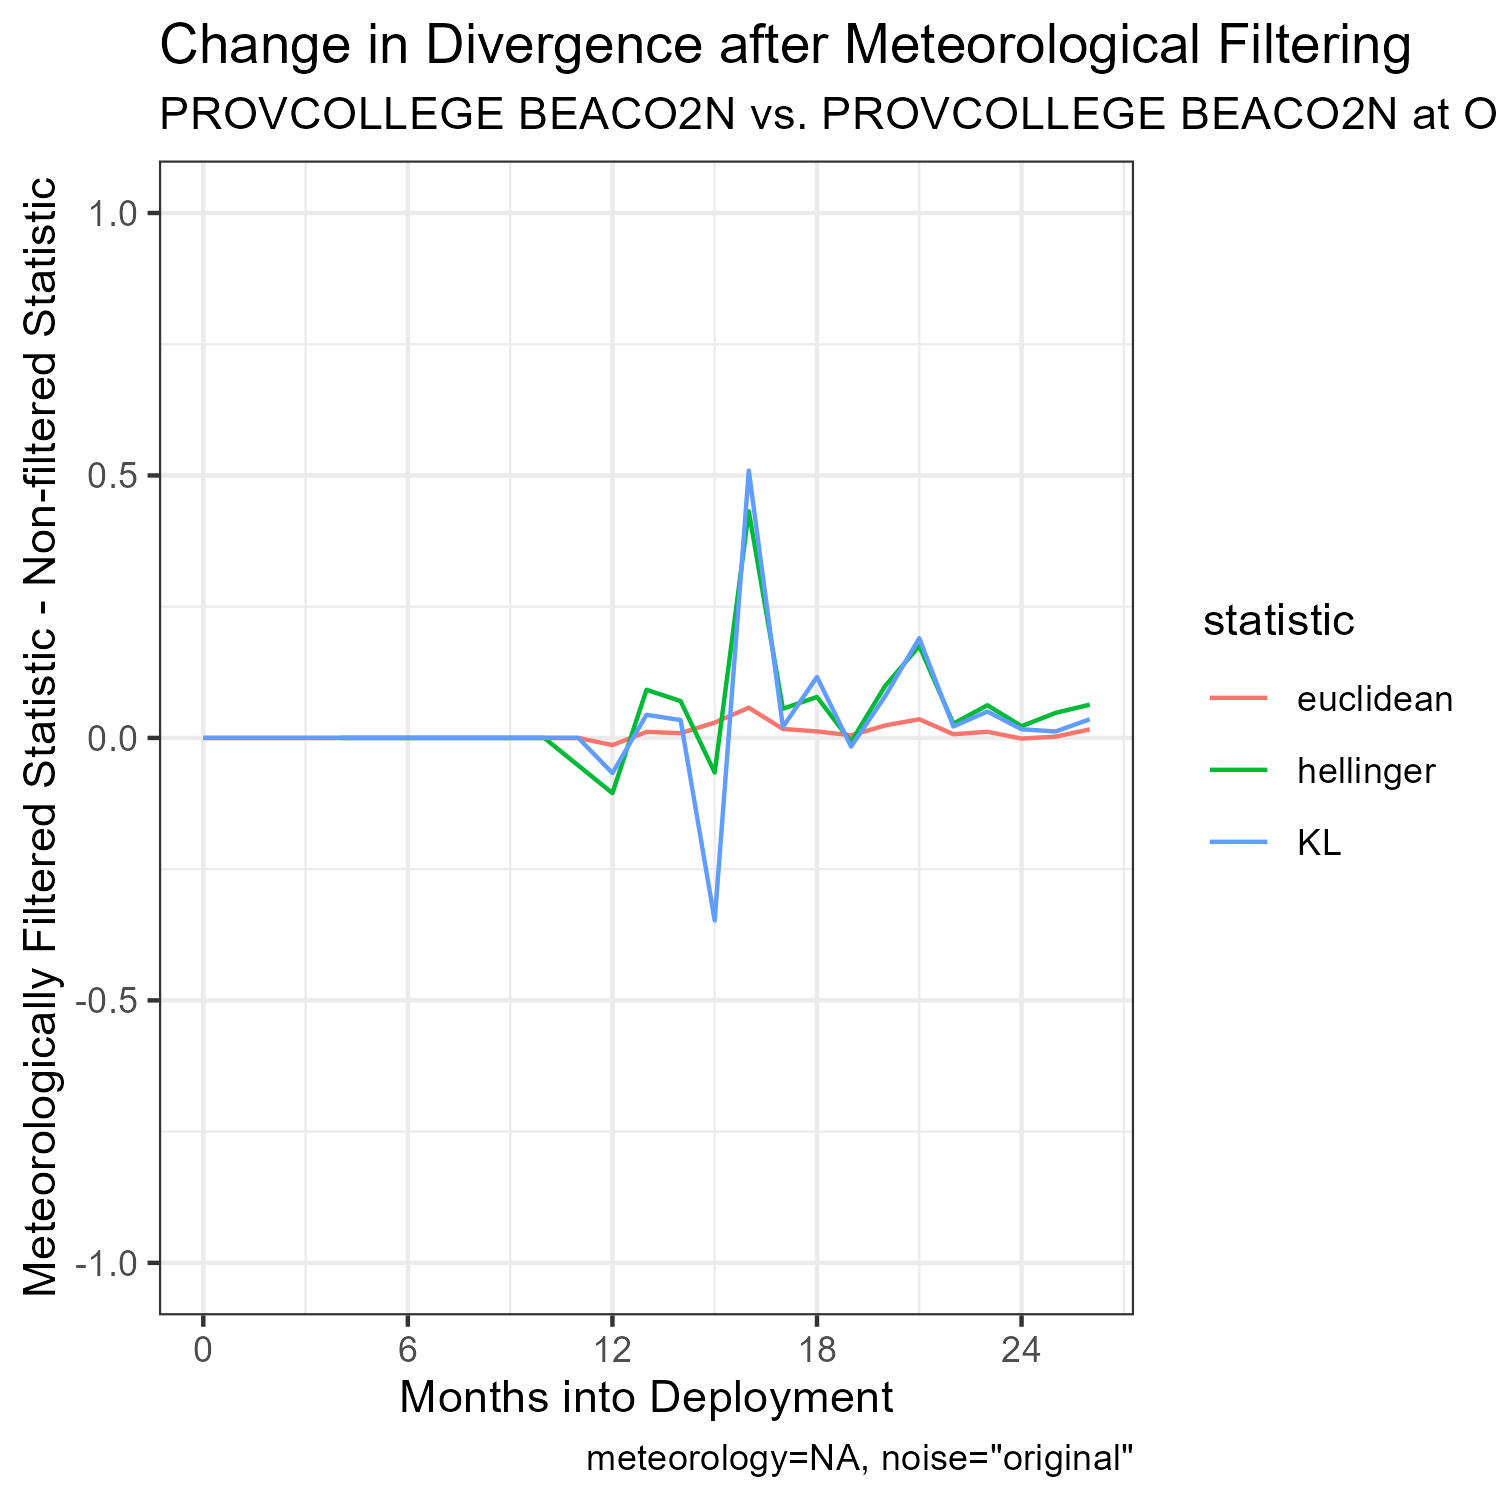 Change in Divergence after Meteorological Filtering
PROVCOLLEGE BEACO2N vs. PROVCOLLEGE BEACO2N at O
Meteorologically Filtered Statistic - Non-filtered Statistic
1.0
0.5
0.0
-0.5
-1.0
0 6 12 18 24
Months into Deployment
statistic
euclidean
hellinger
KL
meteorology=NA, noise="original"